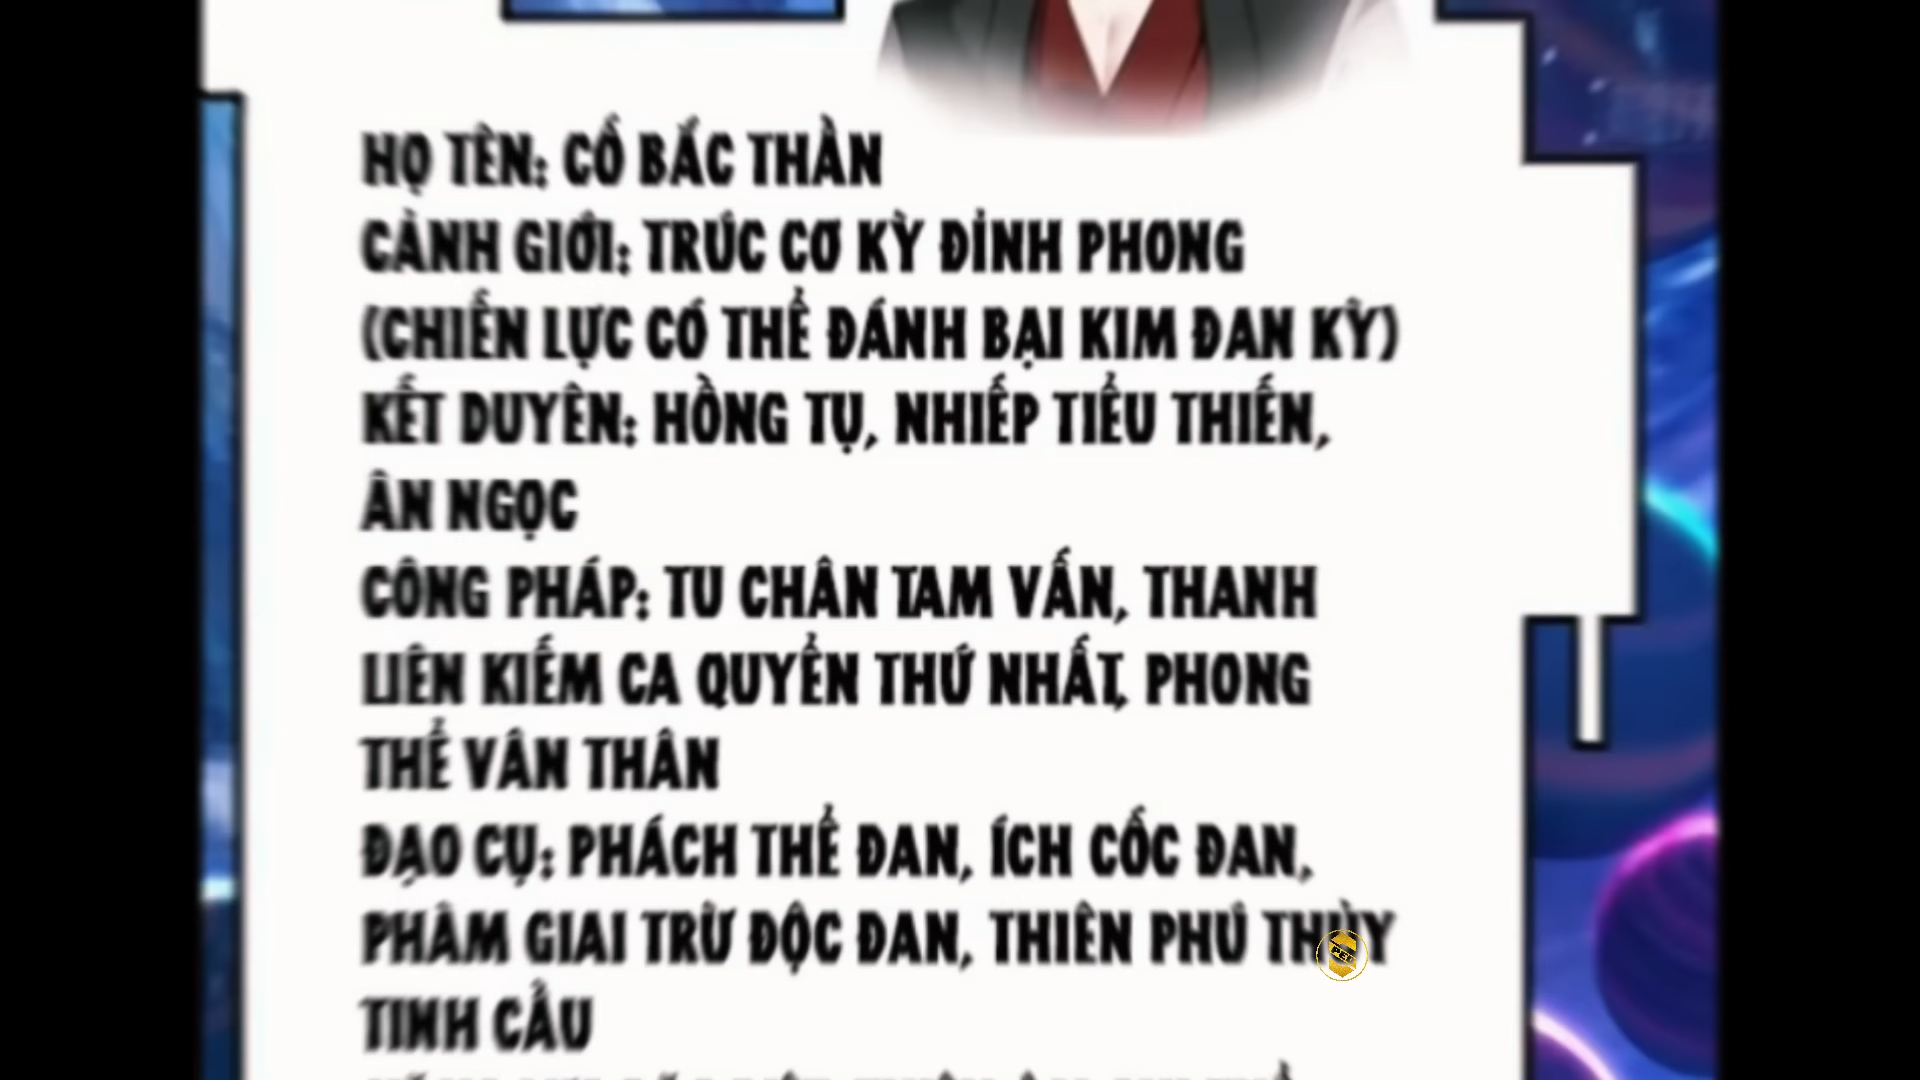 HỌ TÊN: CỐ BẮC THẦN
CẢNH GIỚI: TRÚC CƠ KỲ ĐỈNH PHONG
(CHIẾN LỰC CÓ THỂ ĐÁNH BẠI KIM ĐAN KỲ)
KẾT DUYÊN: HỒNG TỤ, NHIẾP TIỂU THIẾN,
ÂN NGỌC
CÔNG PHÁP: TU CHÂN TAM VẤN, THANH
LIÊN KIẾM CA QUYỂN THỨ NHẤT, PHONG
THỂ VÂN THÂN
ĐẠO CỤ: PHÁCH THỂ ĐAN, ÍCH CỐC ĐAN,
PHÀM GIAI TRỪ ĐỘC ĐAN, THIÊN PHÚ THỦY
TINH CẦU